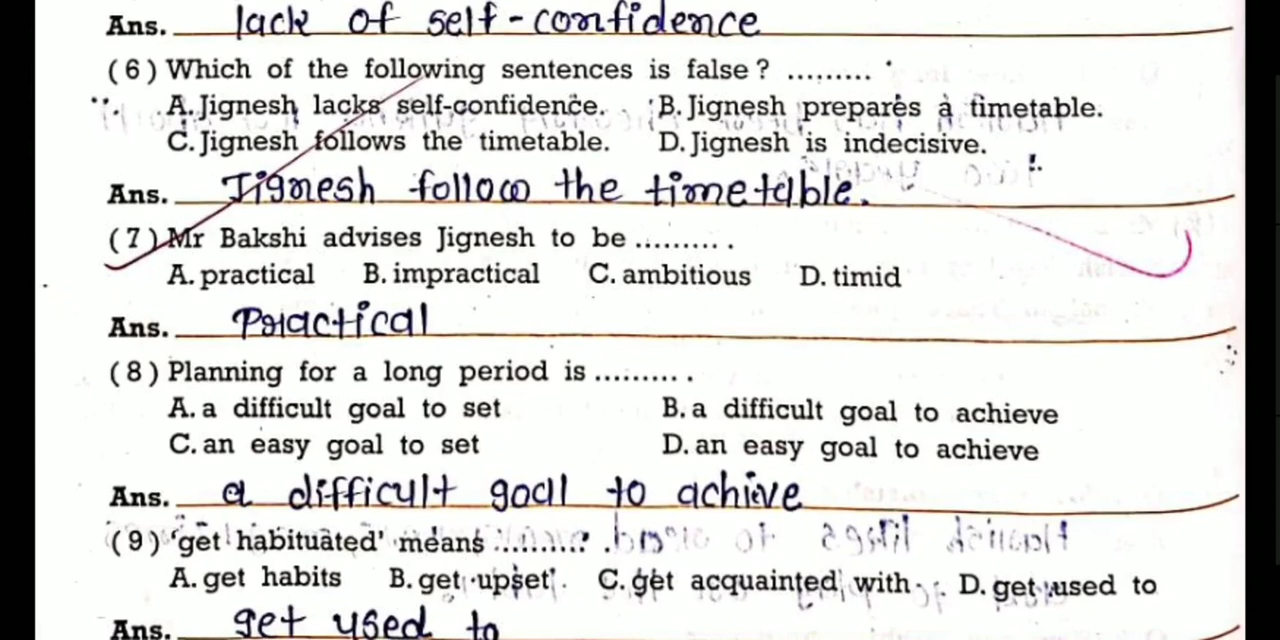 Ans. lack of self-confidence
(6) Which of the following sentences is false? .........
A. Jignesh lacks self-confidence. B. Jignesh prepares a timetable.
C. Jignesh follows the timetable. D. Jignesh is indecisive.
Ans. Jignesh follow the timetable.
(7) Mr Bakshi advises Jignesh to be ......... .
A. practical B. impractical C. ambitious D. timid
Ans. Practical
(8) Planning for a long period is ......... .
A. a difficult goal to set B. a difficult goal to achieve
C. an easy goal to set D. an easy goal to achieve
Ans. a difficult goal to achive
(9) 'get habituated' means ......... .
A. get habits B. get upset C. get acquainted with D. get used to
Ans. get used to